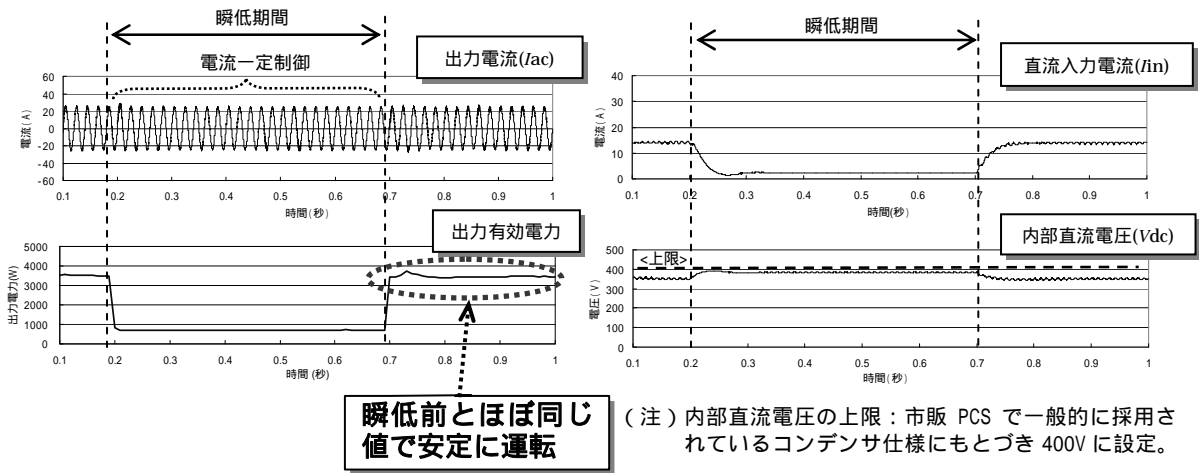 瞬低期間
電流一定制御
出力電流(Iac)
電流(A)
60
40
20
0
-20
-40
-60
0.1 0.2 0.3 0.4 0.5 0.6 0.7 0.8 0.9 1
時間(秒)
出力有効電力
出力電力(W)
5000
4000
3000
2000
1000
0
0.1 0.2 0.3 0.4 0.5 0.6 0.7 0.8 0.9 1
時間(秒)
瞬低前とほぼ同じ
値で安定に運転
瞬低期間
直流入力電流(Iin)
電流(A)
40
30
20
10
0
0.1 0.2 0.3 0.4 0.5 0.6 0.7 0.8 0.9 1
時間(秒)
内部直流電圧(Vdc)
<上限>
電圧(V)
500
400
300
200
100
0
0.1 0.2 0.3 0.4 0.5 0.6 0.7 0.8 0.9 1
時間(秒)
(注)内部直流電圧の上限:市販 PCS で一般的に採用さ
れているコンデンサ仕様にもとづき 400V に設定。